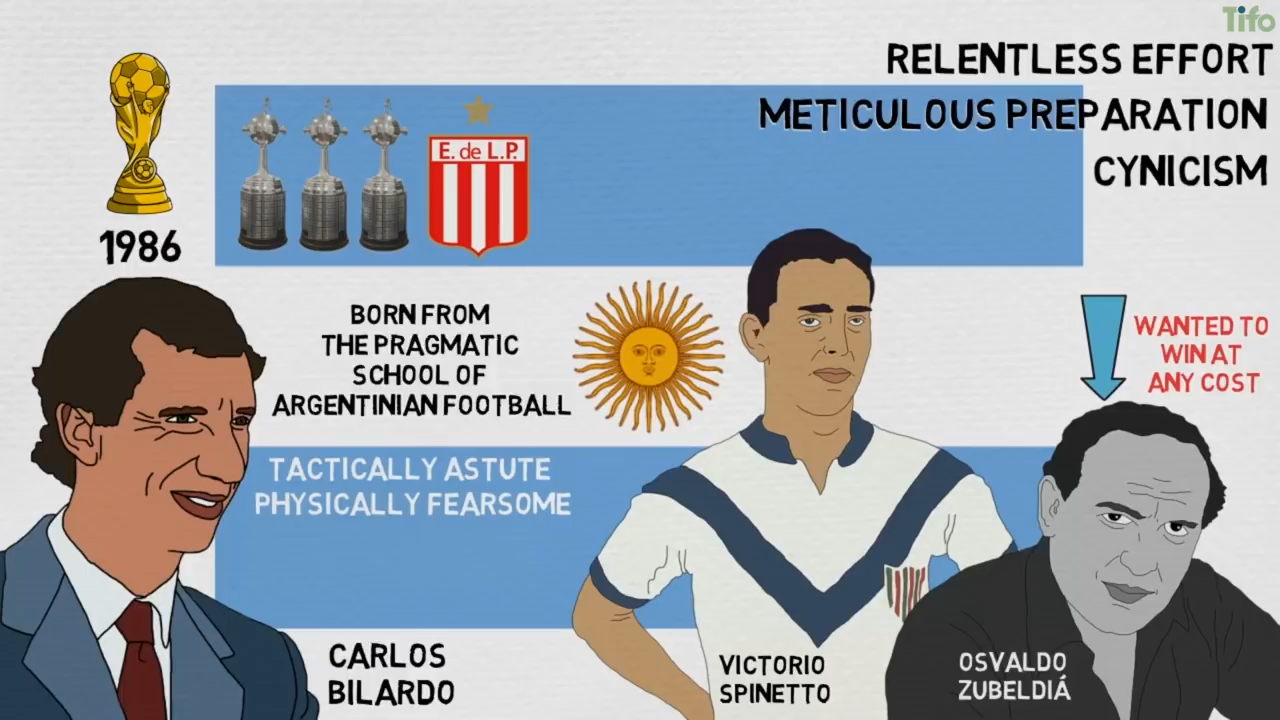 Tifo
RELENTLESS EFFORT
METICULOUS PREPARATION
CYNICISM
E. de L.P.
1986
BORN FROM
THE PRAGMATIC
SCHOOL OF
ARGENTINIAN FOOTBALL
WANTED TO
WIN AT
ANY COST
TACTICALLY ASTUTE
PHYSICALLY FEARSOME
CARLOS
BILARDO
VICTORIO
SPINETTO
OSVALDO
ZUBELDIÁ